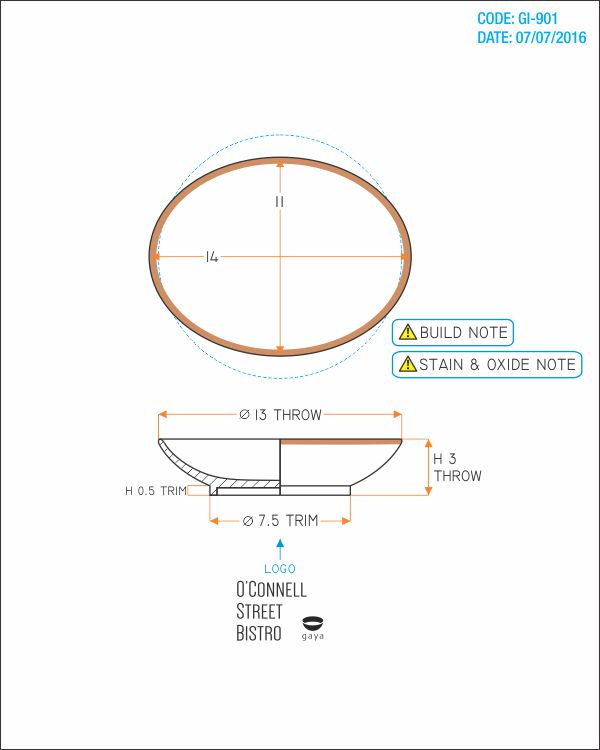 CODE: GI-901
DATE: 07/07/2016
11
14
BUILD NOTE
STAIN & OXIDE NOTE
Ø 13 THROW
H 3
THROW
H 0.5 TRIM
Ø 7.5 TRIM
LOGO
O'CONNELL
STREET
BISTRO
gaya